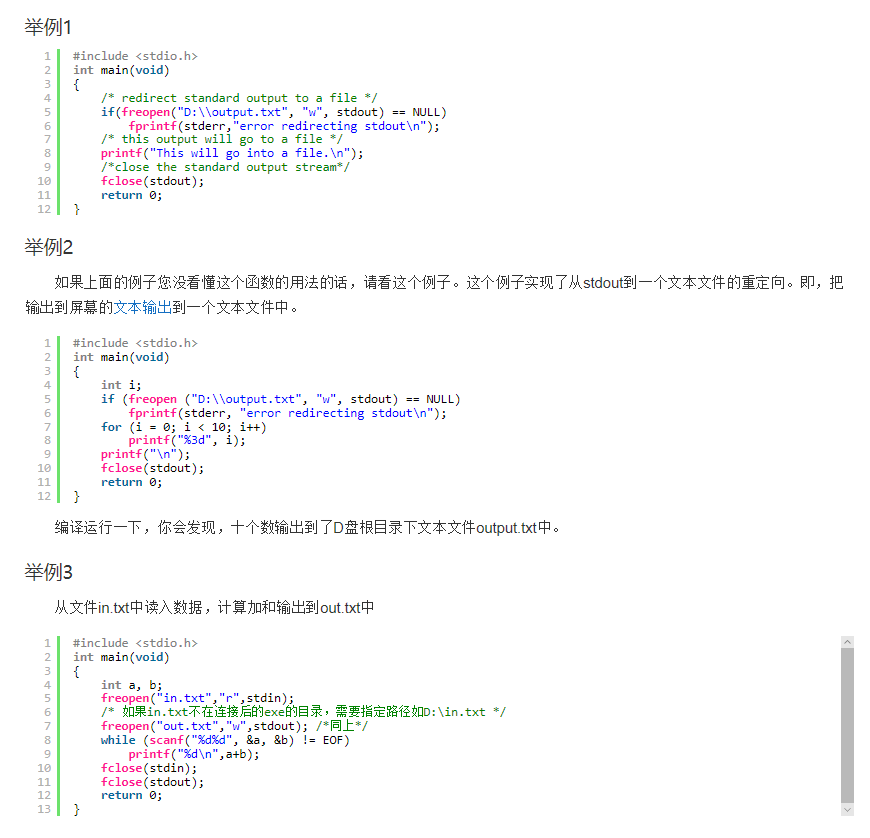 举例1
1 #include <stdio.h>
2 int main(void)
3 {
4     /* redirect standard output to a file */
5     if(freopen("D:\\output.txt", "w", stdout) == NULL)
6         fprintf(stderr,"error redirecting stdout\n");
7     /* this output will go to a file */
8     printf("This will go into a file.\n");
9     /*close the standard output stream*/
10     fclose(stdout);
11     return 0;
12 }
举例2
如果上面的例子您没看懂这个函数的用法的话，请看这个例子。这个例子实现了从stdout到一个文本文件的重定向。即，把
输出到屏幕的文本输出到一个文本文件中。
1 #include <stdio.h>
2 int main(void)
3 {
4     int i;
5     if (freopen ("D:\\output.txt", "w", stdout) == NULL)
6         fprintf(stderr, "error redirecting stdout\n");
7     for (i = 0; i < 10; i++)
8         printf("%3d", i);
9     printf("\n");
10     fclose(stdout);
11     return 0;
12 }
编译运行一下，你会发现，十个数输出到了D盘根目录下文本文件output.txt中。
举例3
从文件in.txt中读入数据，计算加和输出到out.txt中
1 #include <stdio.h>
2 int main(void)
3 {
4     int a, b;
5     freopen("in.txt","r",stdin);
6     /* 如果in.txt不在连接后的exe的目录，需要指定路径如D:\in.txt */
7     freopen("out.txt","w",stdout); /*同上*/
8     while (scanf("%d%d", &a, &b) != EOF)
9         printf("%d\n",a+b);
10     fclose(stdin);
11     fclose(stdout);
12     return 0;
13 }